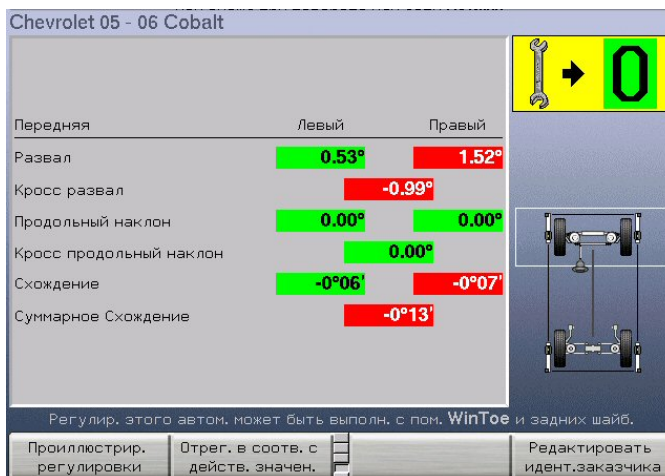 Chevrolet 05 - 06 Cobalt
0
Передняя Левый Правый
Развал 0.53° 1.52°
Кросс развал -0.99°
Продольный наклон 0.00° 0.00°
Кросс продольный наклон 0.00°
Схождение -0°06' -0°07'
Суммарное Схождение -0°13'
Регулир. этого автом. может быть выполн. с пом. WinToe и задних шайб.
Проиллюстрир. регулировки
Отрег. в соотв. с действ. значен.
Редактировать идент.заказчика